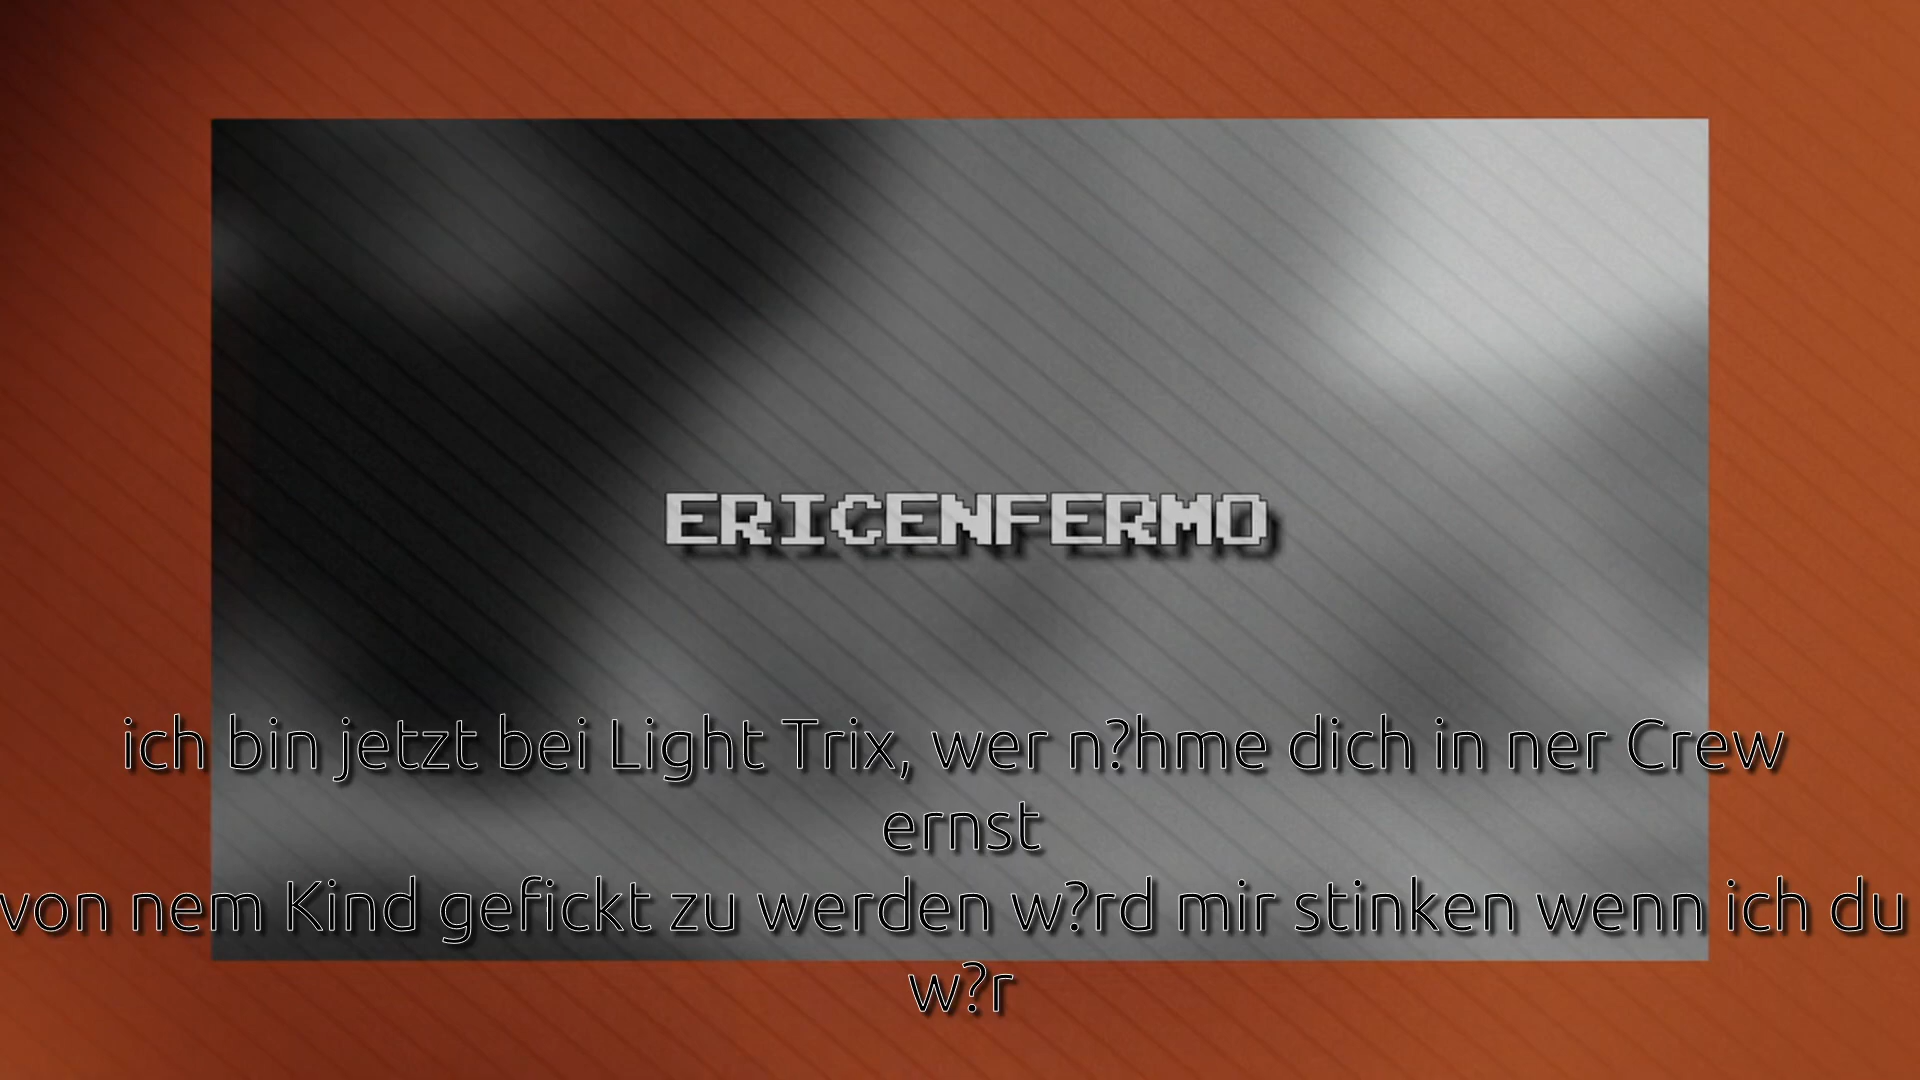 ERICENFERMO
ich bin jetzt bei Light Trix, wer n?hme dich in ner Crew
ernst
von nem Kind gefickt zu werden w?rd mir stinken wenn ich du
w?r